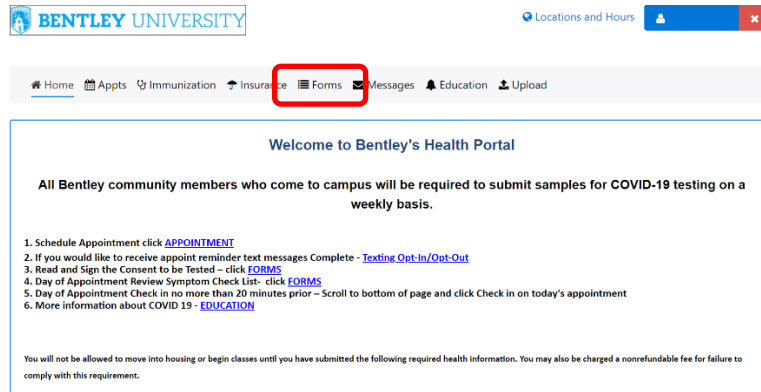 BENTLEY UNIVERSITY
Locations and Hours
Home Appts Immunization Insurance Forms Messages Education Upload
Welcome to Bentley's Health Portal
All Bentley community members who come to campus will be required to submit samples for COVID-19 testing on a
weekly basis.
1. Schedule Appointment click APPOINTMENT
2. If you would like to receive appoint reminder text messages Complete - Texting Opt-In/Opt-Out
3. Read and Sign the Consent to be Tested – click FORMS
4. Day of Appointment Review Symptom Check List- click FORMS
5. Day of Appointment Check in no more than 20 minutes prior – Scroll to bottom of page and click Check in on today's appointment
6. More information about COVID 19 - EDUCATION
You will not be allowed to move into housing or begin classes until you have submitted the following required health information. You may also be charged a nonrefundable fee for failure to
comply with this requirement.